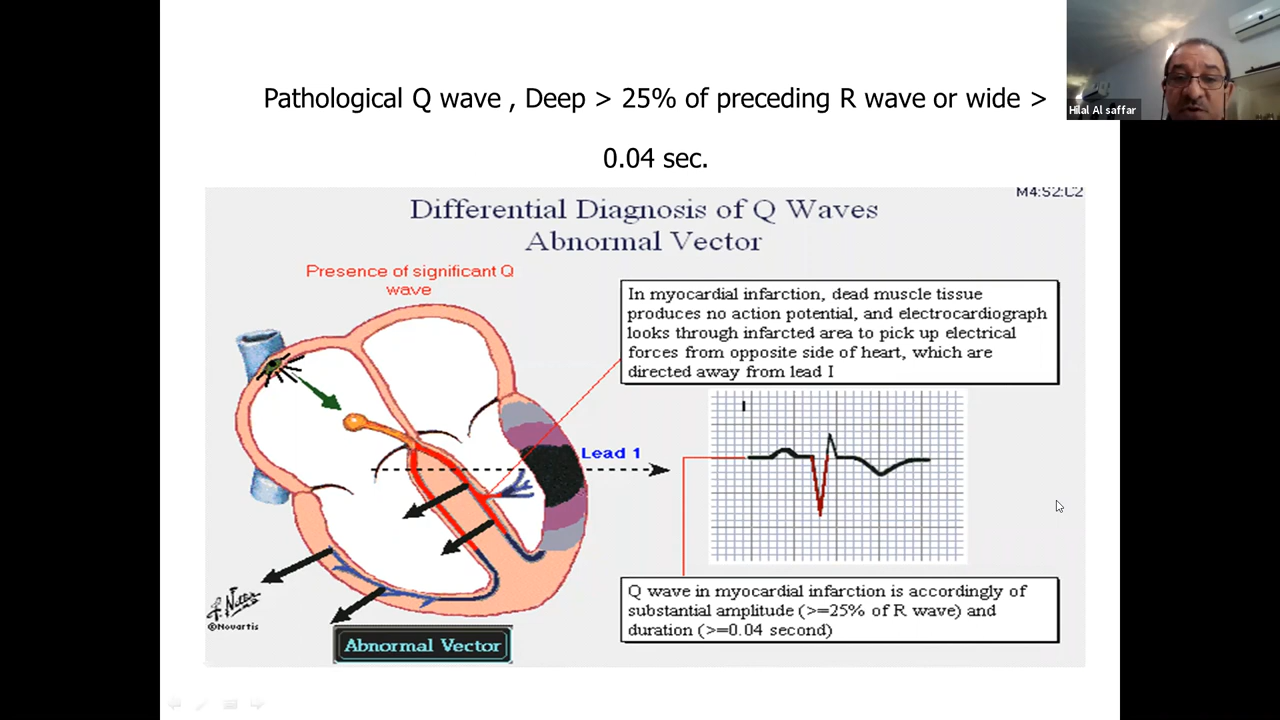 Pathological Q wave , Deep > 25% of preceding R wave or wide >
0.04 sec.
Hilal Al saffar
M4:S2:L2
Differential Diagnosis of Q Waves
Abnormal Vector
Presence of significant Q
wave
In myocardial infarction, dead muscle tissue
produces no action potential, and electrocardiograph
looks through infarcted area to pick up electrical
forces from opposite side of heart, which are
directed away from lead I
I
Lead 1
Q wave in myocardial infarction is accordingly of
substantial amplitude (>=25% of R wave) and
duration (>=0.04 second)
©Novartis
Abnormal Vector